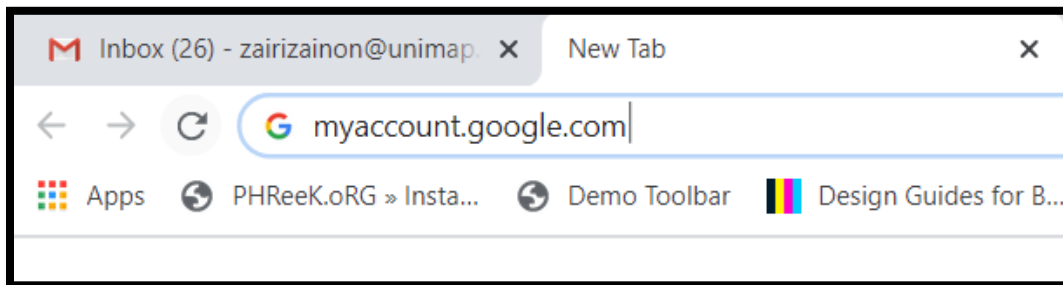 Inbox (26) - zairizainon@unimap. New Tab
myaccount.google.com
Apps PHReeK.oRG » Insta... Demo Toolbar Design Guides for B...